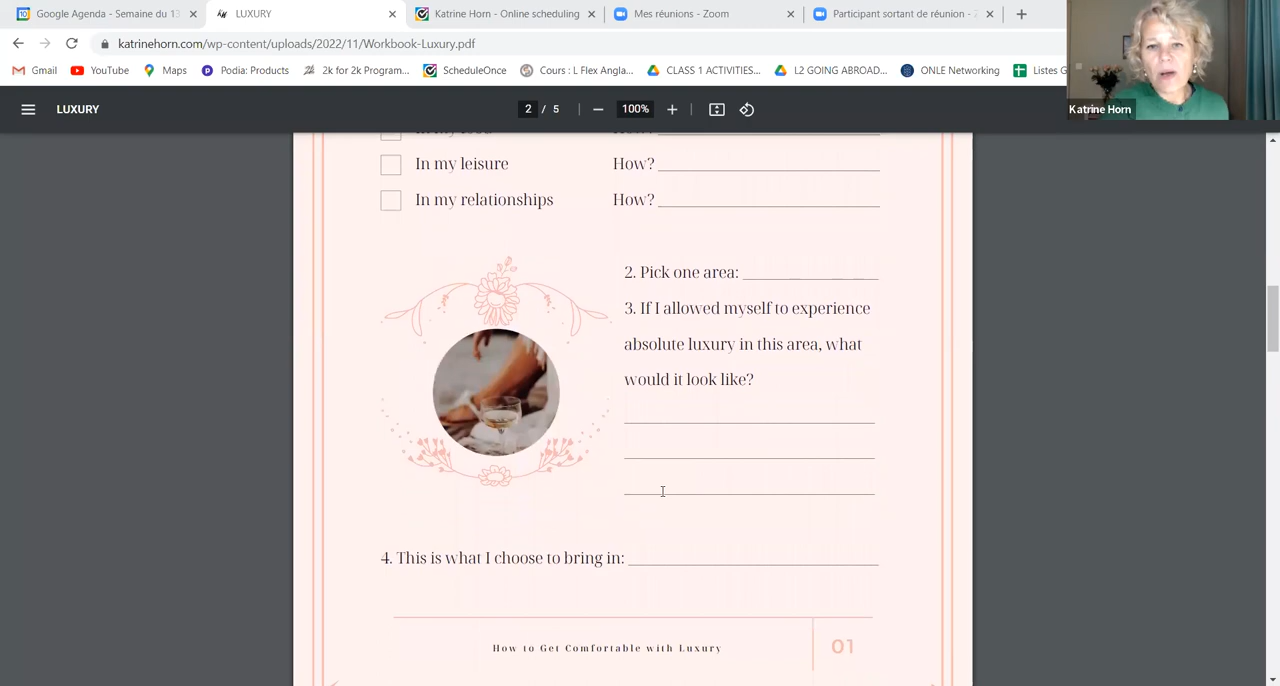 Google Agenda - Semaine du 13
LUXURY
Katrine Horn - Online scheduling
Mes réunions - Zoom
Participant sortant de réunion -
katrinehorn.com/wp-content/uploads/2022/11/Workbook-Luxury.pdf
Gmail
YouTube
Maps
Podia: Products
2k for 2k Program...
ScheduleOnce
Cours : L Flex Angla...
CLASS 1 ACTIVITIES...
L2 GOING ABROAD...
ONLE Networking
Listes G
Katrine Horn
LUXURY
2 / 5
100%
In my leisure How?
In my relationships How?
2. Pick one area:
3. If I allowed myself to experience
absolute luxury in this area, what
would it look like?
4. This is what I choose to bring in:
How to Get Comfortable with Luxury
01